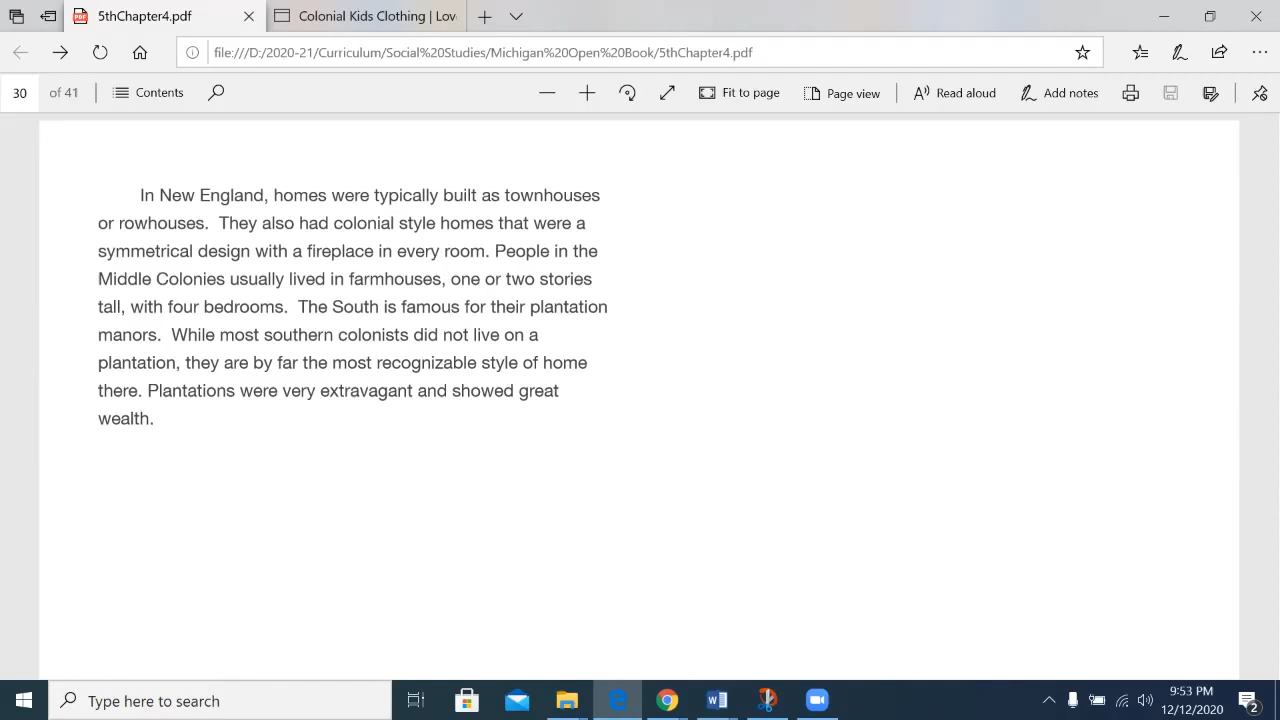 5thChapter4.pdf
Colonial Kids Clothing | Lov
file:///D:/2020-21/Curriculum/Social%20Studies/Michigan%20Open%20Book/5thChapter4.pdf
30 of 41 Contents Fit to page Page view Read aloud Add notes
In New England, homes were typically built as townhouses
or rowhouses.  They also had colonial style homes that were a
symmetrical design with a fireplace in every room. People in the
Middle Colonies usually lived in farmhouses, one or two stories
tall, with four bedrooms.  The South is famous for their plantation
manors.  While most southern colonists did not live on a
plantation, they are by far the most recognizable style of home
there. Plantations were very extravagant and showed great
wealth.
Type here to search
9:53 PM
12/12/2020
2